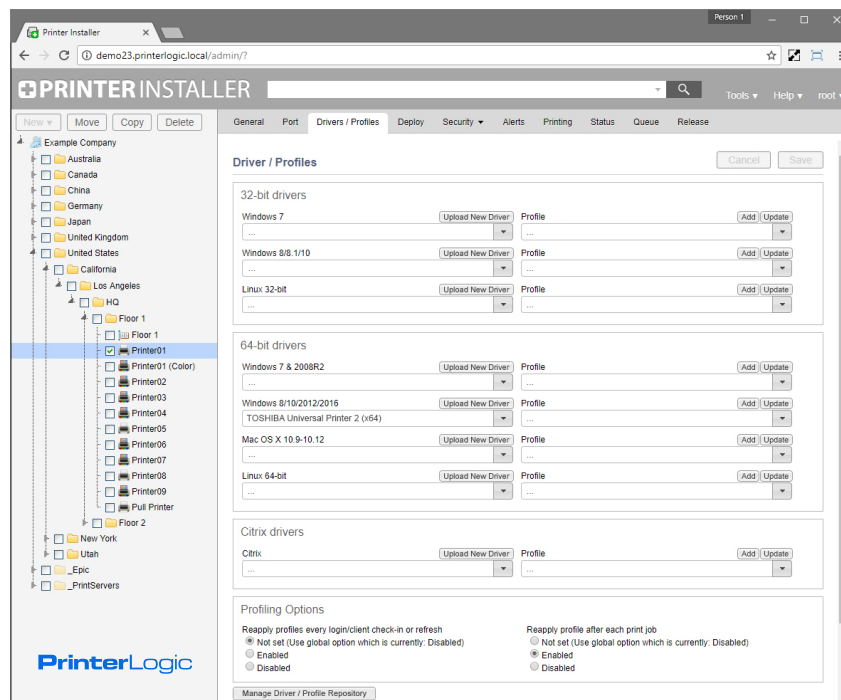 Person 1
Printer Installer
demo23.printerlogic.local/admin/?
PRINTER INSTALLER
Tools Help root
New Move Copy Delete
General Port Drivers / Profiles Deploy Security Alerts Printing Status Queue Release
Example Company
Australia
Canada
China
Germany
Japan
United Kingdom
United States
California
Los Angeles
HQ
Floor 1
Floor 1
Printer01
Printer01 (Color)
Printer02
Printer03
Printer04
Printer05
Printer06
Printer07
Printer08
Printer09
Pull Printer
Floor 2
New York
Utah
_Epic
_PrintServers
PrinterLogic
Driver / Profiles
Cancel Save
32-bit drivers
Windows 7 Upload New Driver Profile Add Update
... ...
Windows 8/8.1/10 Upload New Driver Profile Add Update
... ...
Linux 32-bit Upload New Driver Profile Add Update
... ...
64-bit drivers
Windows 7 & 2008R2 Upload New Driver Profile Add Update
... ...
Windows 8/10/2012/2016 Upload New Driver Profile Add Update
TOSHIBA Universal Printer 2 (x64) ...
Mac OS X 10.9-10.12 Upload New Driver Profile Add Update
... ...
Linux 64-bit Upload New Driver Profile Add Update
... ...
Citrix drivers
Citrix Upload New Driver Profile Add Update
... ...
Profiling Options
Reapply profiles every login/client check-in or refresh
Not set (Use global option which is currently: Disabled)
Enabled
Disabled
Reapply profile after each print job
Not set (Use global option which is currently: Disabled)
Enabled
Disabled
Manage Driver / Profile Repository